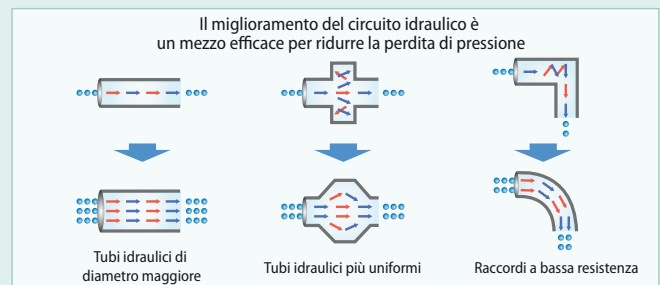 Il miglioramento del circuito idraulico è
un mezzo efficace per ridurre la perdita di pressione
Tubi idraulici di
diametro maggiore
Tubi idraulici più uniformi
Raccordi a bassa resistenza